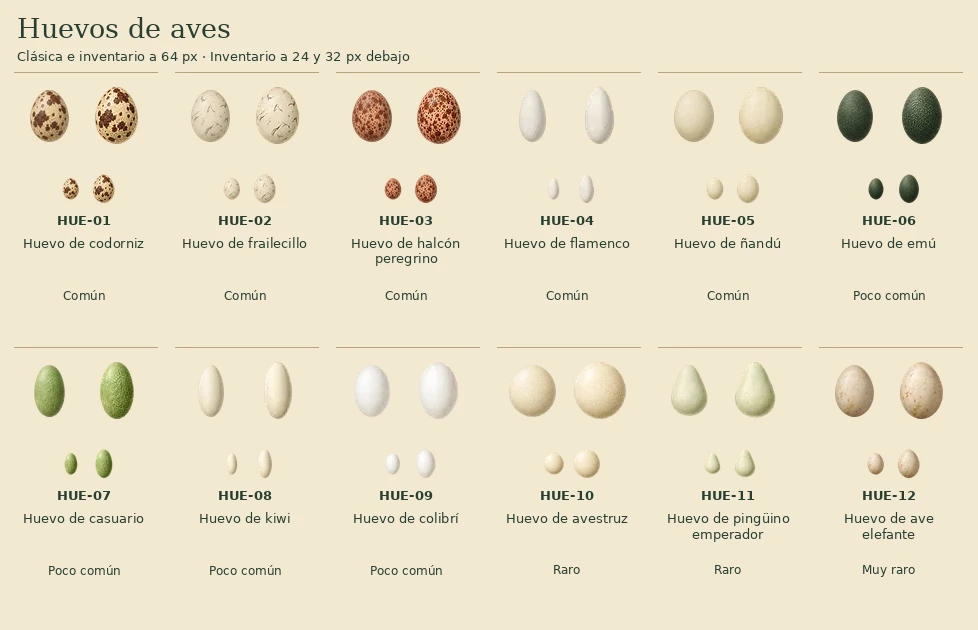 Huevos de aves
Clásica e inventario a 64 px · Inventario a 24 y 32 px debajo
HUE-01
Huevo de codorniz
Común
HUE-02
Huevo de frailecillo
Común
HUE-03
Huevo de halcón
peregrino
Común
HUE-04
Huevo de flamenco
Común
HUE-05
Huevo de ñandú
Común
HUE-06
Huevo de emú
Poco común
HUE-07
Huevo de casuario
Poco común
HUE-08
Huevo de kiwi
Poco común
HUE-09
Huevo de colibrí
Poco común
HUE-10
Huevo de avestruz
Raro
HUE-11
Huevo de pingüino
emperador
Raro
HUE-12
Huevo de ave
elefante
Muy raro